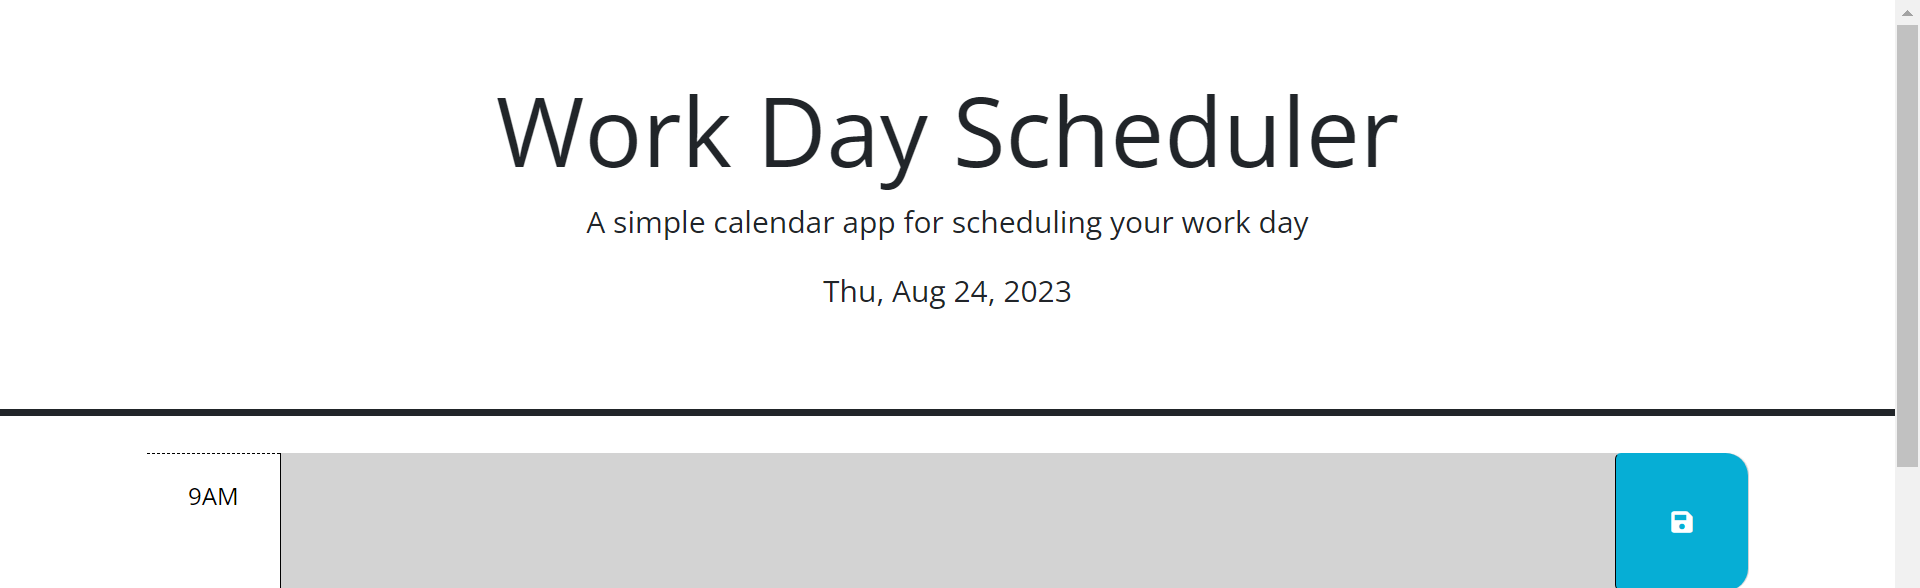 Work Day Scheduler
A simple calendar app for scheduling your work day
Thu, Aug 24, 2023
9AM